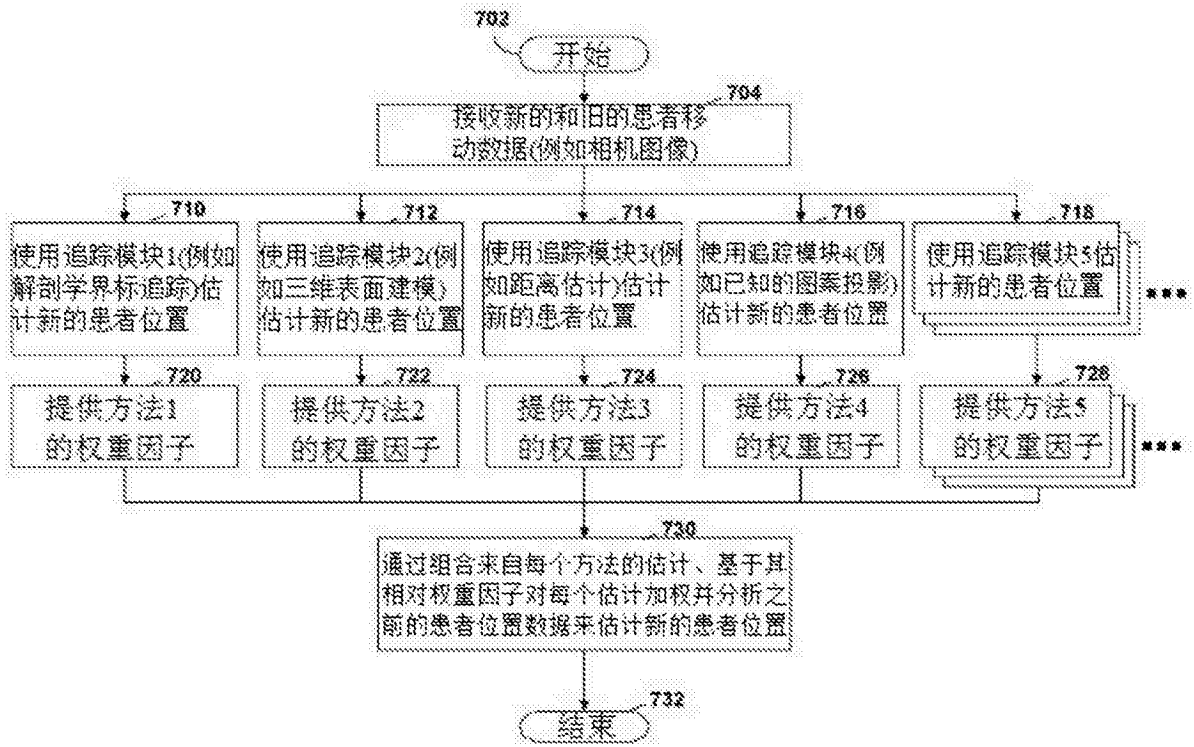 702
开始
704
接收新的和旧的患者移
动数据(例如相机图像)
710
使用追踪模块1(例如
解剖学界标追踪)估
计新的患者位置
712
使用追踪模块2(例
如三维表面建模)
估计新的患者位置
714
使用追踪模块3(例
如距离估计)估计
新的患者位置
716
使用追踪模块4(例
如已知的图案投影)
估计新的患者位置
718
使用追踪模块5估
计新的患者位置
720
提供方法1
的权重因子
722
提供方法2
的权重因子
724
提供方法3
的权重因子
726
提供方法4
的权重因子
728
提供方法5
的权重因子
730
通过组合来自每个方法的估计、基于其
相对权重因子对每个估计加权并分析之
前的患者位置数据来估计新的患者位置
732
结束